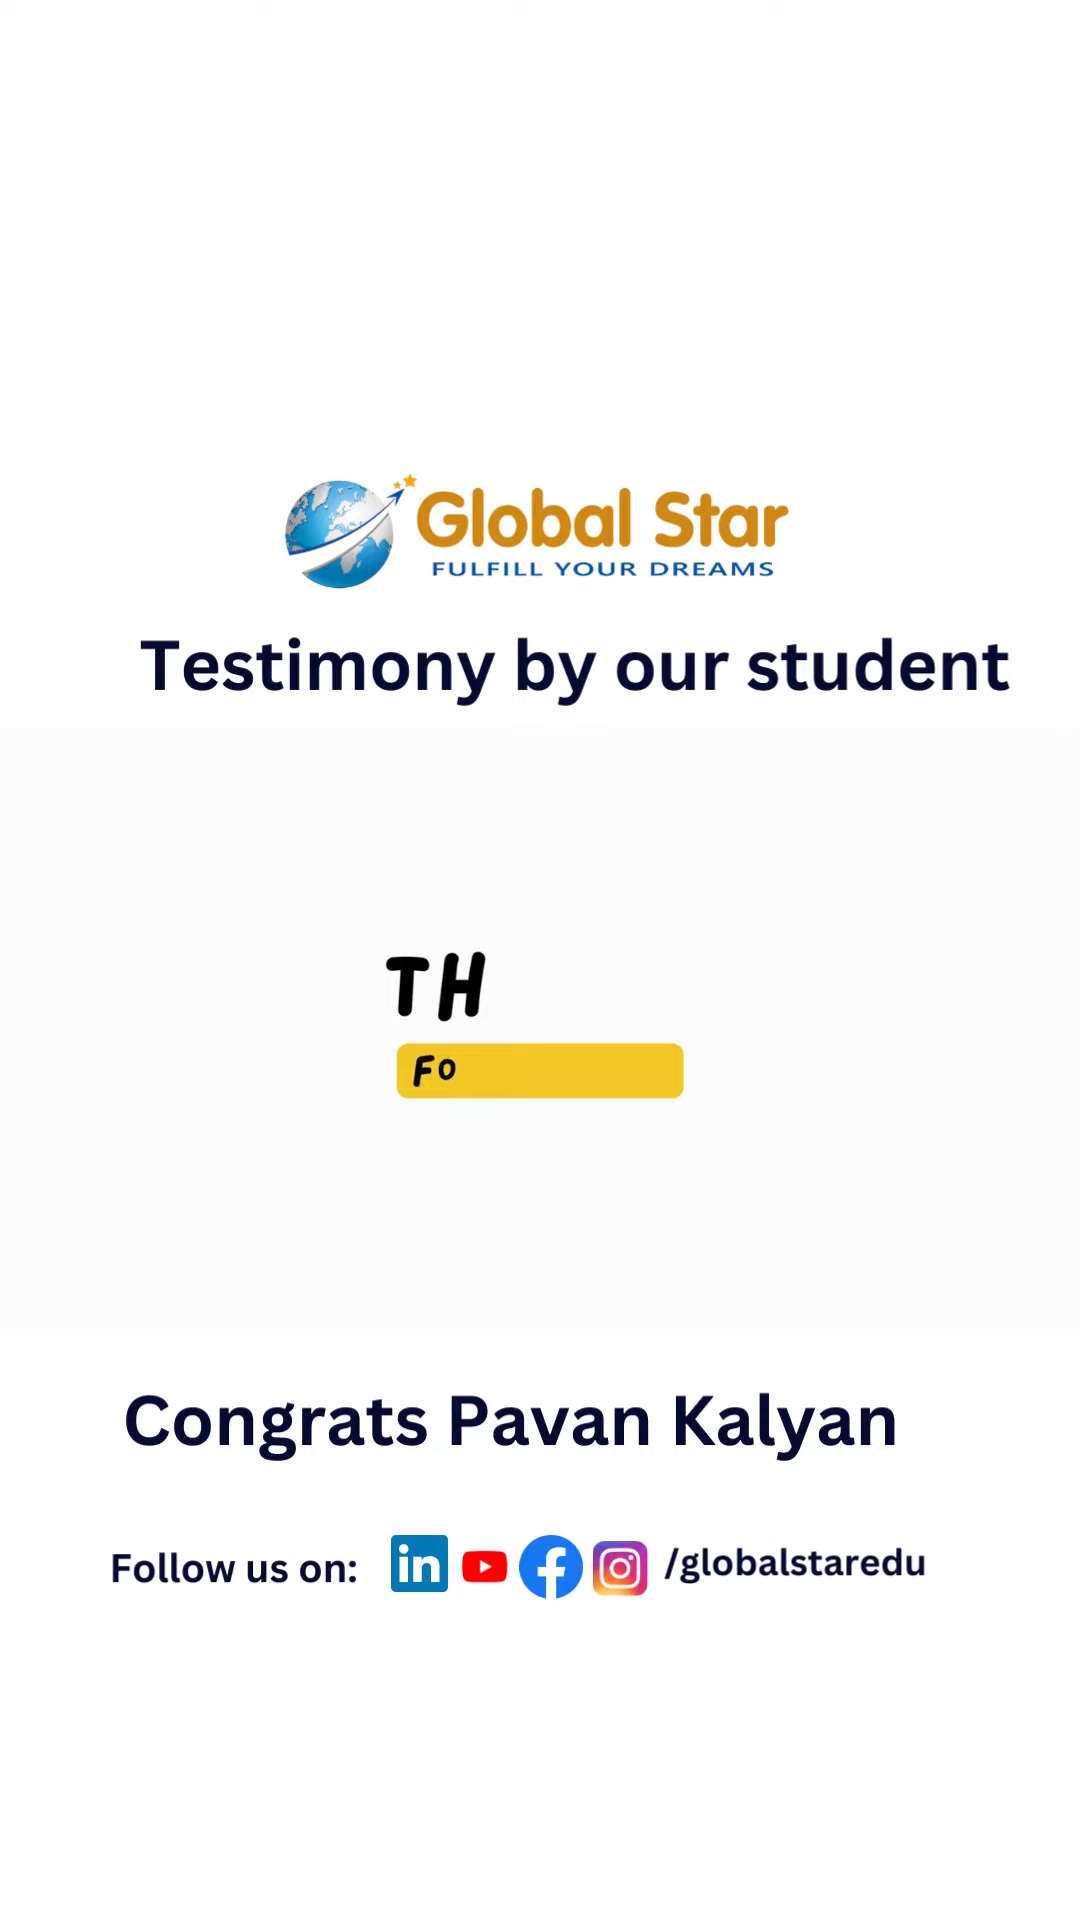 Global Star
FULFILL YOUR DREAMS
Testimony by our student
TH
FO
Congrats Pavan Kalyan
Follow us on: in /globalstaredu